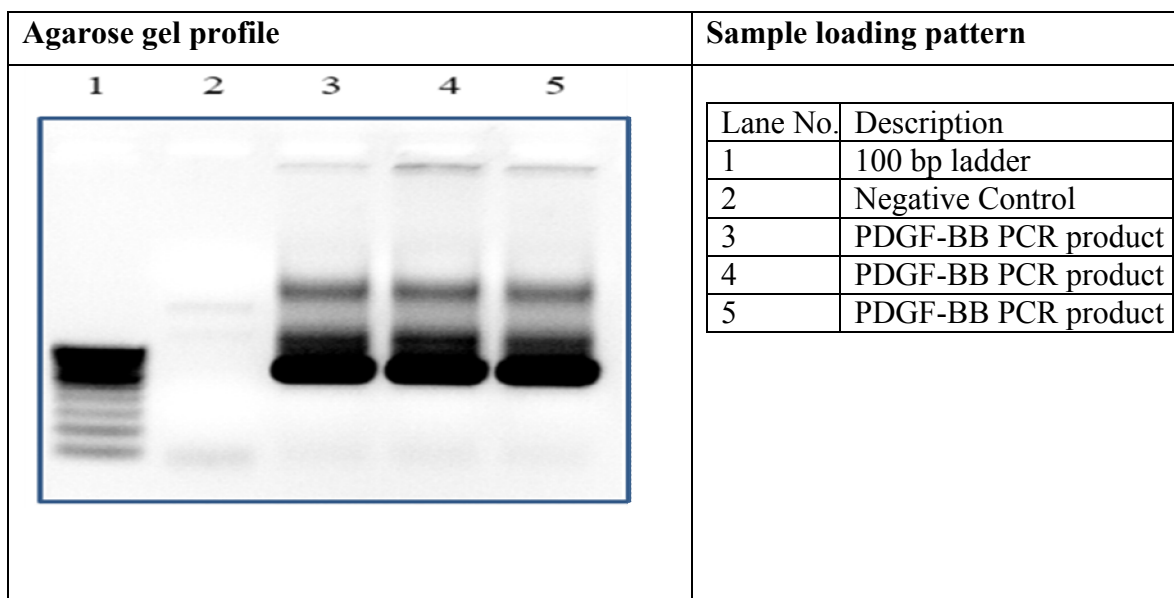 Agarose gel profile
Sample loading pattern
1 2 3 4 5
Lane No. Description
1 100 bp ladder
2 Negative Control
3 PDGF-BB PCR product
4 PDGF-BB PCR product
5 PDGF-BB PCR product